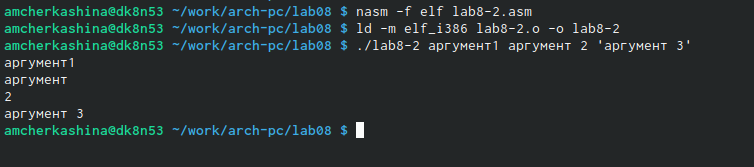 amcherkashina@dk8n53 ~/work/arch-pc/lab08 $ nasm -f elf lab8-2.asm
amcherkashina@dk8n53 ~/work/arch-pc/lab08 $ ld -m elf_i386 lab8-2.o -o lab8-2
amcherkashina@dk8n53 ~/work/arch-pc/lab08 $ ./lab8-2 аргумент1 аргумент 2 'аргумент 3'
аргумент1
аргумент
2
аргумент 3
amcherkashina@dk8n53 ~/work/arch-pc/lab08 $